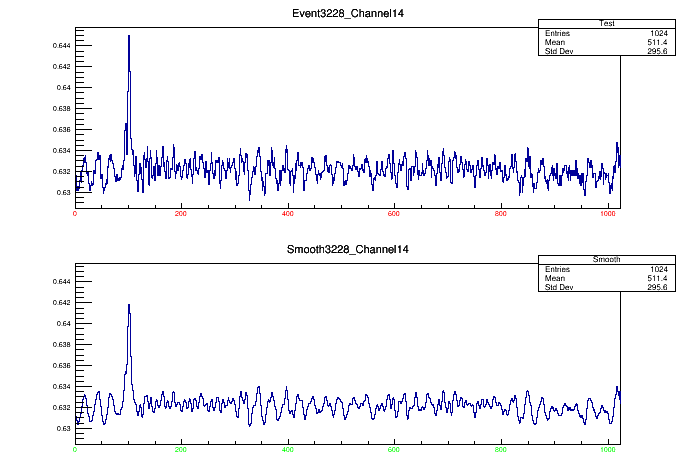 Event3228_Channel14
Test
Entries 1024
Mean 511.4
Std Dev 295.6
0.644
0.642
0.64
0.638
0.636
0.634
0.632
0.63
0 200 400 600 800 1000
Smooth3228_Channel14
Smooth
Entries 1024
Mean 511.4
Std Dev 295.6
0.644
0.642
0.64
0.638
0.636
0.634
0.632
0.63
0 200 400 600 800 1000